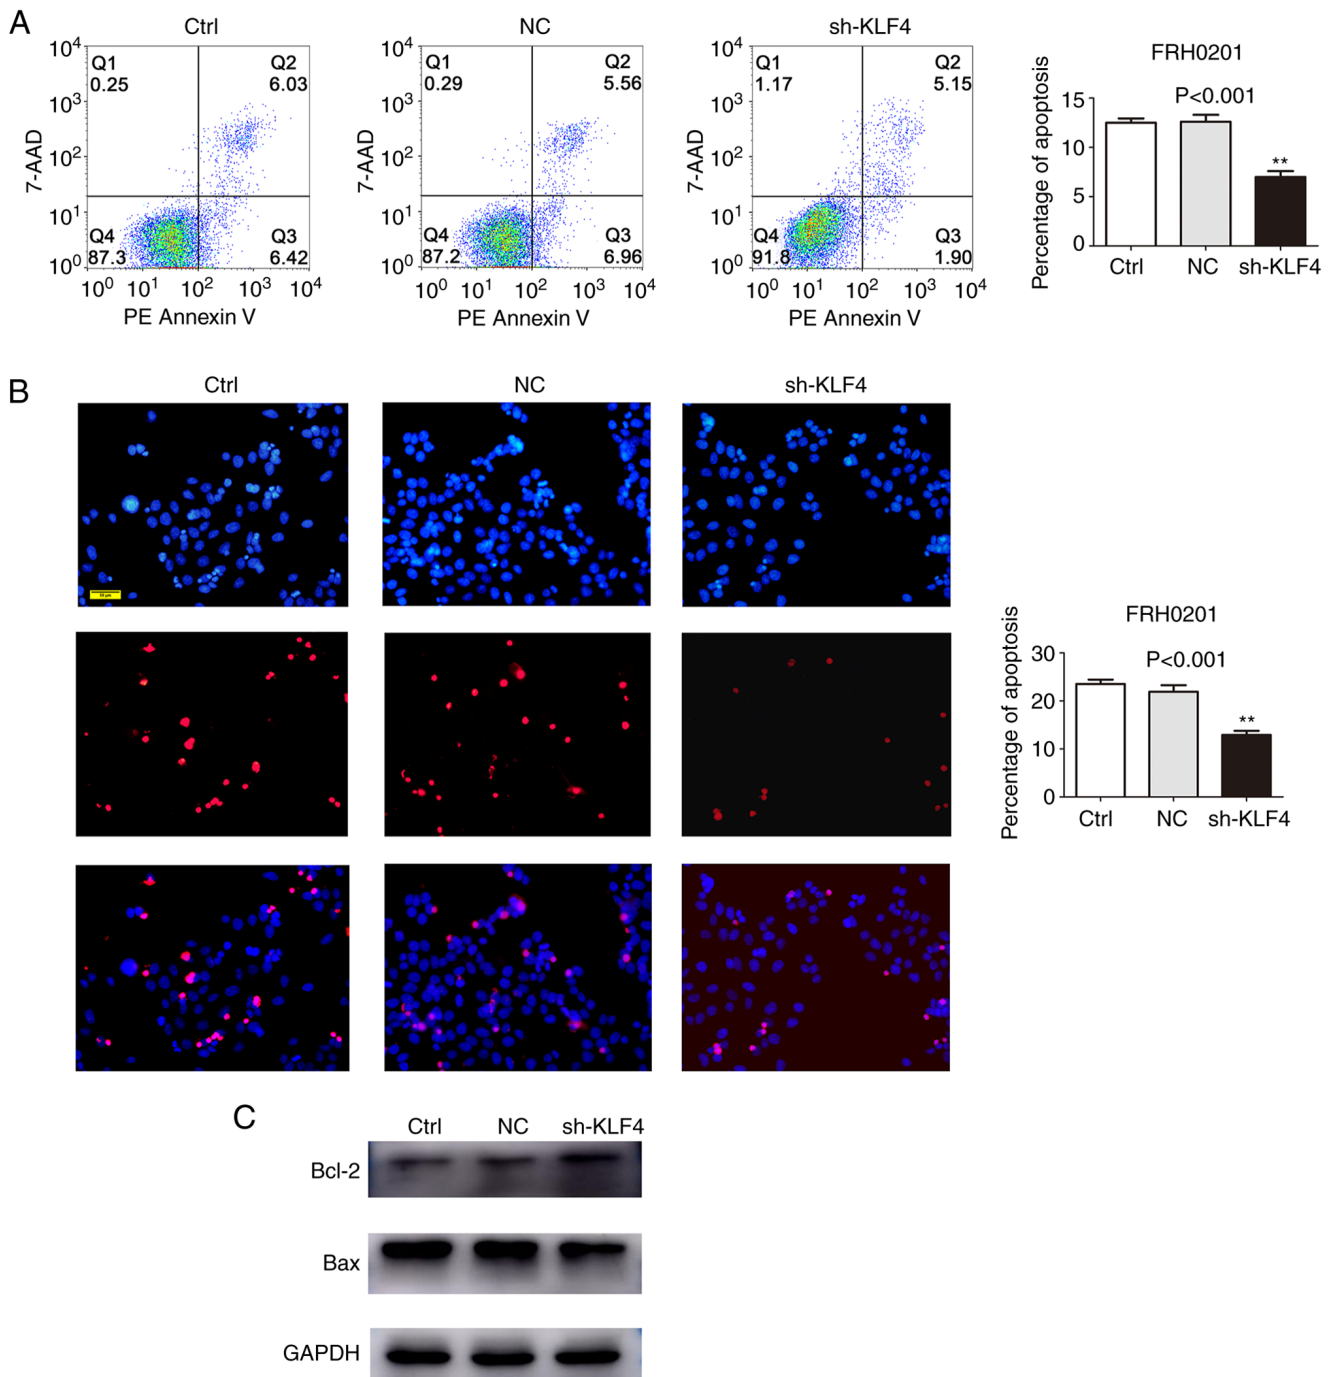 A
Ctrl
NC
sh-KLF4
10⁴
10³
10²
10¹
10⁰
7-AAD
Q1
0.25
Q2
6.03
Q4
87.3
Q3
6.42
10⁰ 10¹ 10² 10³ 10⁴
PE Annexin V
10⁴
10³
10²
10¹
10⁰
7-AAD
Q1
0.29
Q2
5.56
Q4
87.2
Q3
6.96
10⁰ 10¹ 10² 10³ 10⁴
PE Annexin V
10⁴
10³
10²
10¹
10⁰
7-AAD
Q1
1.17
Q2
5.15
Q4
91.8
Q3
1.90
10⁰ 10¹ 10² 10³ 10⁴
PE Annexin V
FRH0201
P<0.001
Percentage of apoptosis
15
10
5
0
**
Ctrl NC sh-KLF4
B
Ctrl
NC
sh-KLF4
FRH0201
P<0.001
Percentage of apoptosis
30
20
10
0
**
Ctrl NC sh-KLF4
C
Ctrl NC sh-KLF4
Bcl-2
Bax
GAPDH